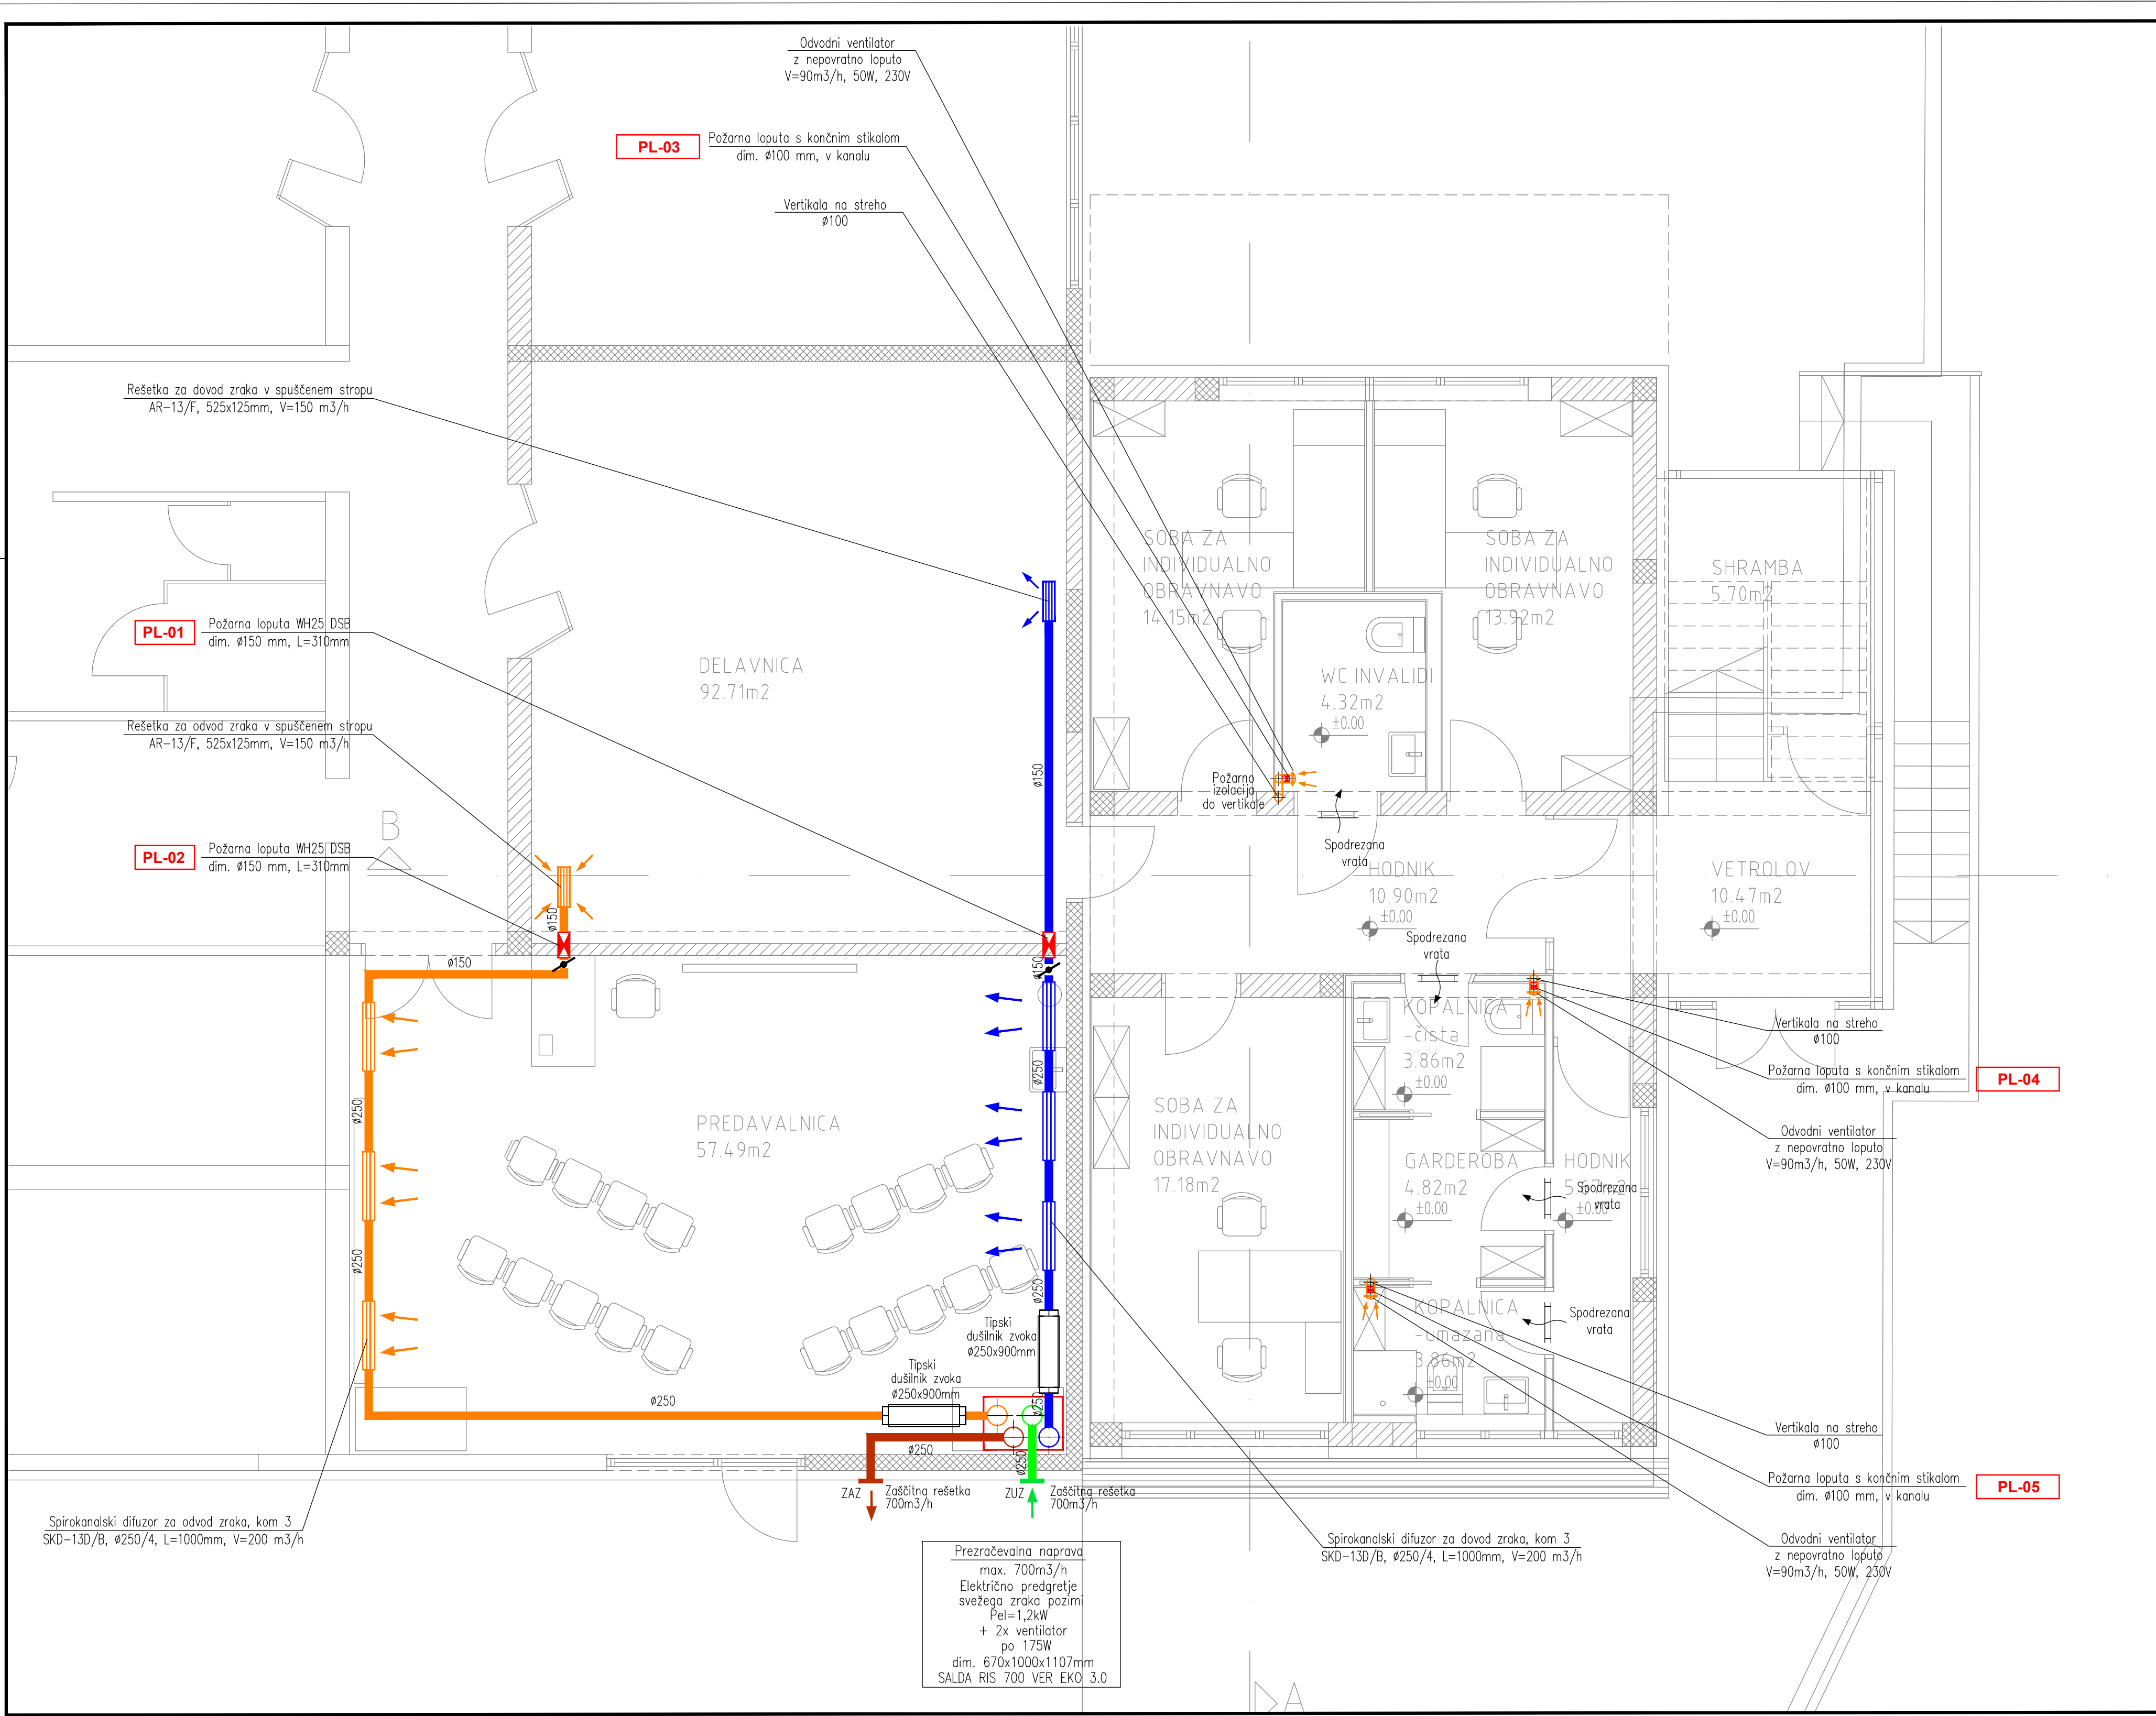 Odvodni ventilator
z nepovratno loputo
V=90m3/h, 50W, 230V
PL-03
Požarna loputa s končnim stikalom
dim. Ø100 mm, v kanalu
Vertikala na streho
Ø100
Rešetka za dovod zraka v spuščenem stropu
AR-13/F, 525x125mm, V=150 m3/h
PL-01
Požarna loputa WH25 DSB
dim. Ø150 mm, L=310mm
Rešetka za odvod zraka v spuščenem stropu
AR-13/F, 525x125mm, V=150 m3/h
PL-02
Požarna loputa WH25 DSB
dim. Ø150 mm, L=310mm
B
DELAVNICA
92.71m2
Ø150
Ø150
Ø150
Ø150
SOBA ZA
INDIVIDUALNO
OBRAVNAVO
14.15m2
SOBA ZA
INDIVIDUALNO
OBRAVNAVO
13.92m2
SHRAMBA
5.70m2
WC INVALIDI
4.32m2
±0.00
Požarno
izolacija
do vertikale
Spodrezana
vrata
HODNIK
10.90m2
±0.00
VETROLOV
10.47m2
±0.00
Spodrezana
vrata
KOPALNICA
-čista
3.86m2
±0.00
Vertikala na streho
Ø100
Požarna loputa s končnim stikalom
dim. Ø100 mm, v kanalu
PL-04
Odvodni ventilator
z nepovratno loputo
V=90m3/h, 50W, 230V
PREDAVALNICA
57.49m2
Ø250
Ø250
Ø250
Ø250
SOBA ZA
INDIVIDUALNO
OBRAVNAVO
17.18m2
GARDEROBA
4.82m2
±0.00
HODNIK
±0.00
Spodrezana
vrata
Spodrezana
vrata
KOPALNICA
-umazana
3.86m2
±0.00
Tipski
dušilnik zvoka
Ø250x900mm
Tipski
dušilnik zvoka
Ø250x900mm
Ø250
Ø250
Ø250
Ø250
ZAZ
Zaščitna rešetka
700m3/h
ZUZ
Zaščitna rešetka
700m3/h
Vertikala na streho
Ø100
Požarna loputa s končnim stikalom
dim. Ø100 mm, v kanalu
PL-05
Odvodni ventilator
z nepovratno loputo
V=90m3/h, 50W, 230V
Spirokanalski difuzor za odvod zraka, kom 3
SKD-13D/B, Ø250/4, L=1000mm, V=200 m3/h
Spirokanalski difuzor za dovod zraka, kom 3
SKD-13D/B, Ø250/4, L=1000mm, V=200 m3/h
Prezračevalna naprava
max. 700m3/h
Električno predgretje
svežega zraka pozimi
Pel=1,2kW
+ 2x ventilator
po 175W
dim. 670x1000x1107mm
SALDA RIS 700 VER EKO 3.0
A